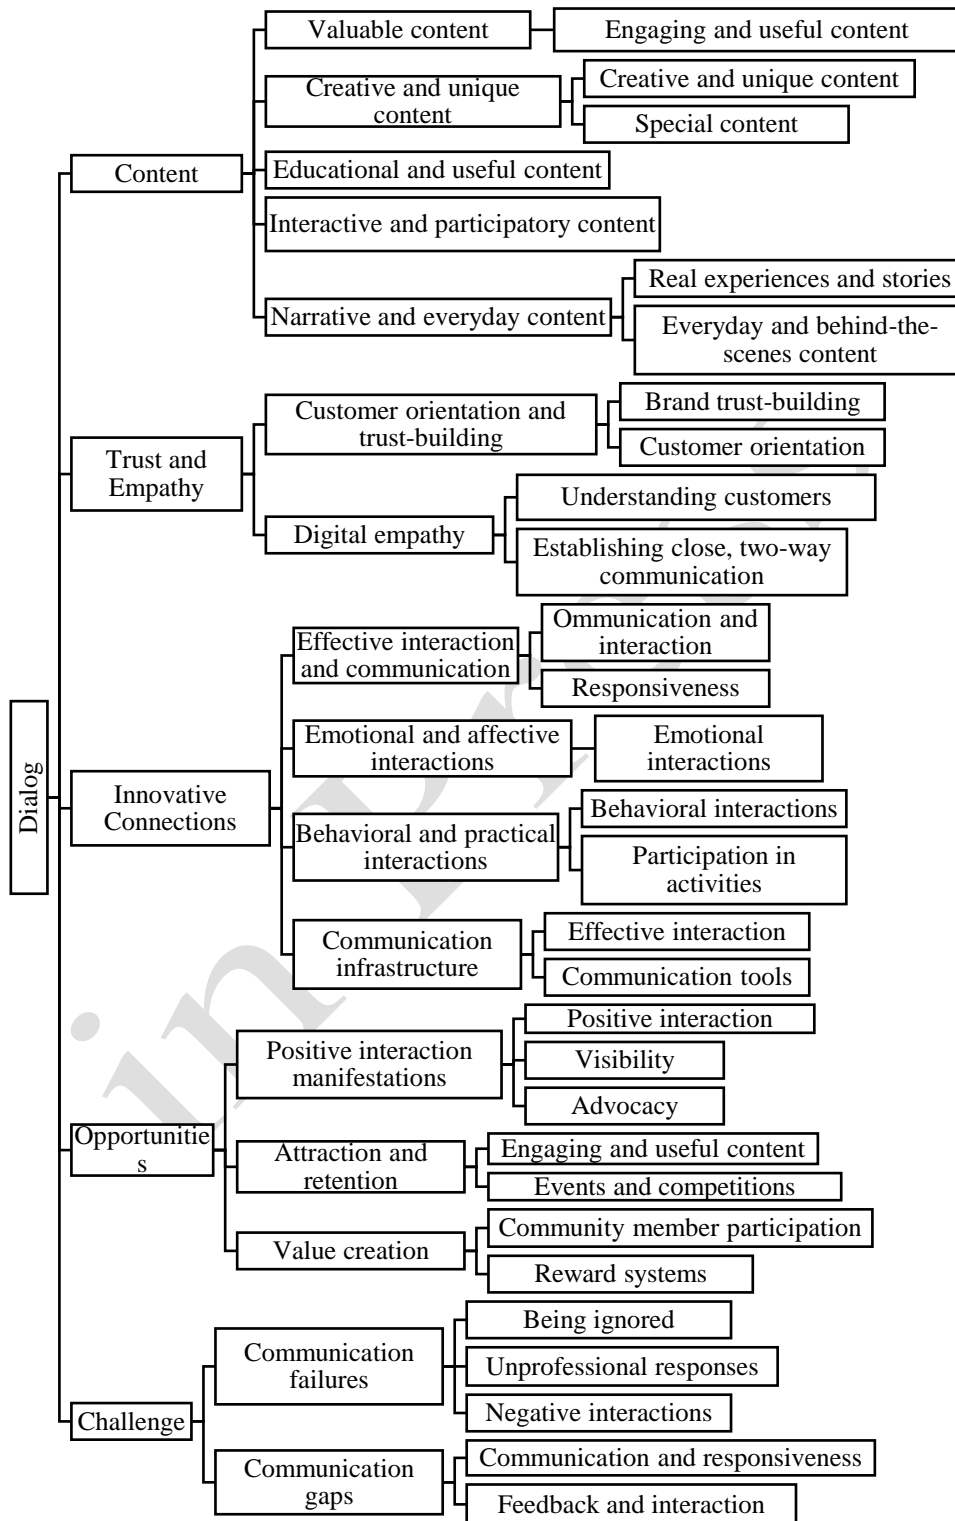 Valuable content
Engaging and useful content
Creative and unique
content
Creative and unique content
Special content
Content
Educational and useful content
Interactive and participatory content
Narrative and everyday content
Real experiences and stories
Everyday and behind-the-
scenes content
Trust and
Empathy
Customer orientation and
trust-building
Brand trust-building
Customer orientation
Digital empathy
Understanding customers
Establishing close, two-way
communication
Dialog
Innovative
Connections
Effective interaction
and communication
Ommunication and
interaction
Responsiveness
Emotional and affective
interactions
Emotional
interactions
Behavioral and practical
interactions
Behavioral interactions
Participation in
activities
Communication
infrastructure
Effective interaction
Communication tools
Opportunitie
s
Positive interaction
manifestations
Positive interaction
Visibility
Advocacy
Attraction and
retention
Engaging and useful content
Events and competitions
Value creation
Community member participation
Reward systems
Challenge
Communication
failures
Being ignored
Unprofessional responses
Negative interactions
Communication
gaps
Communication and responsiveness
Feedback and interaction
in